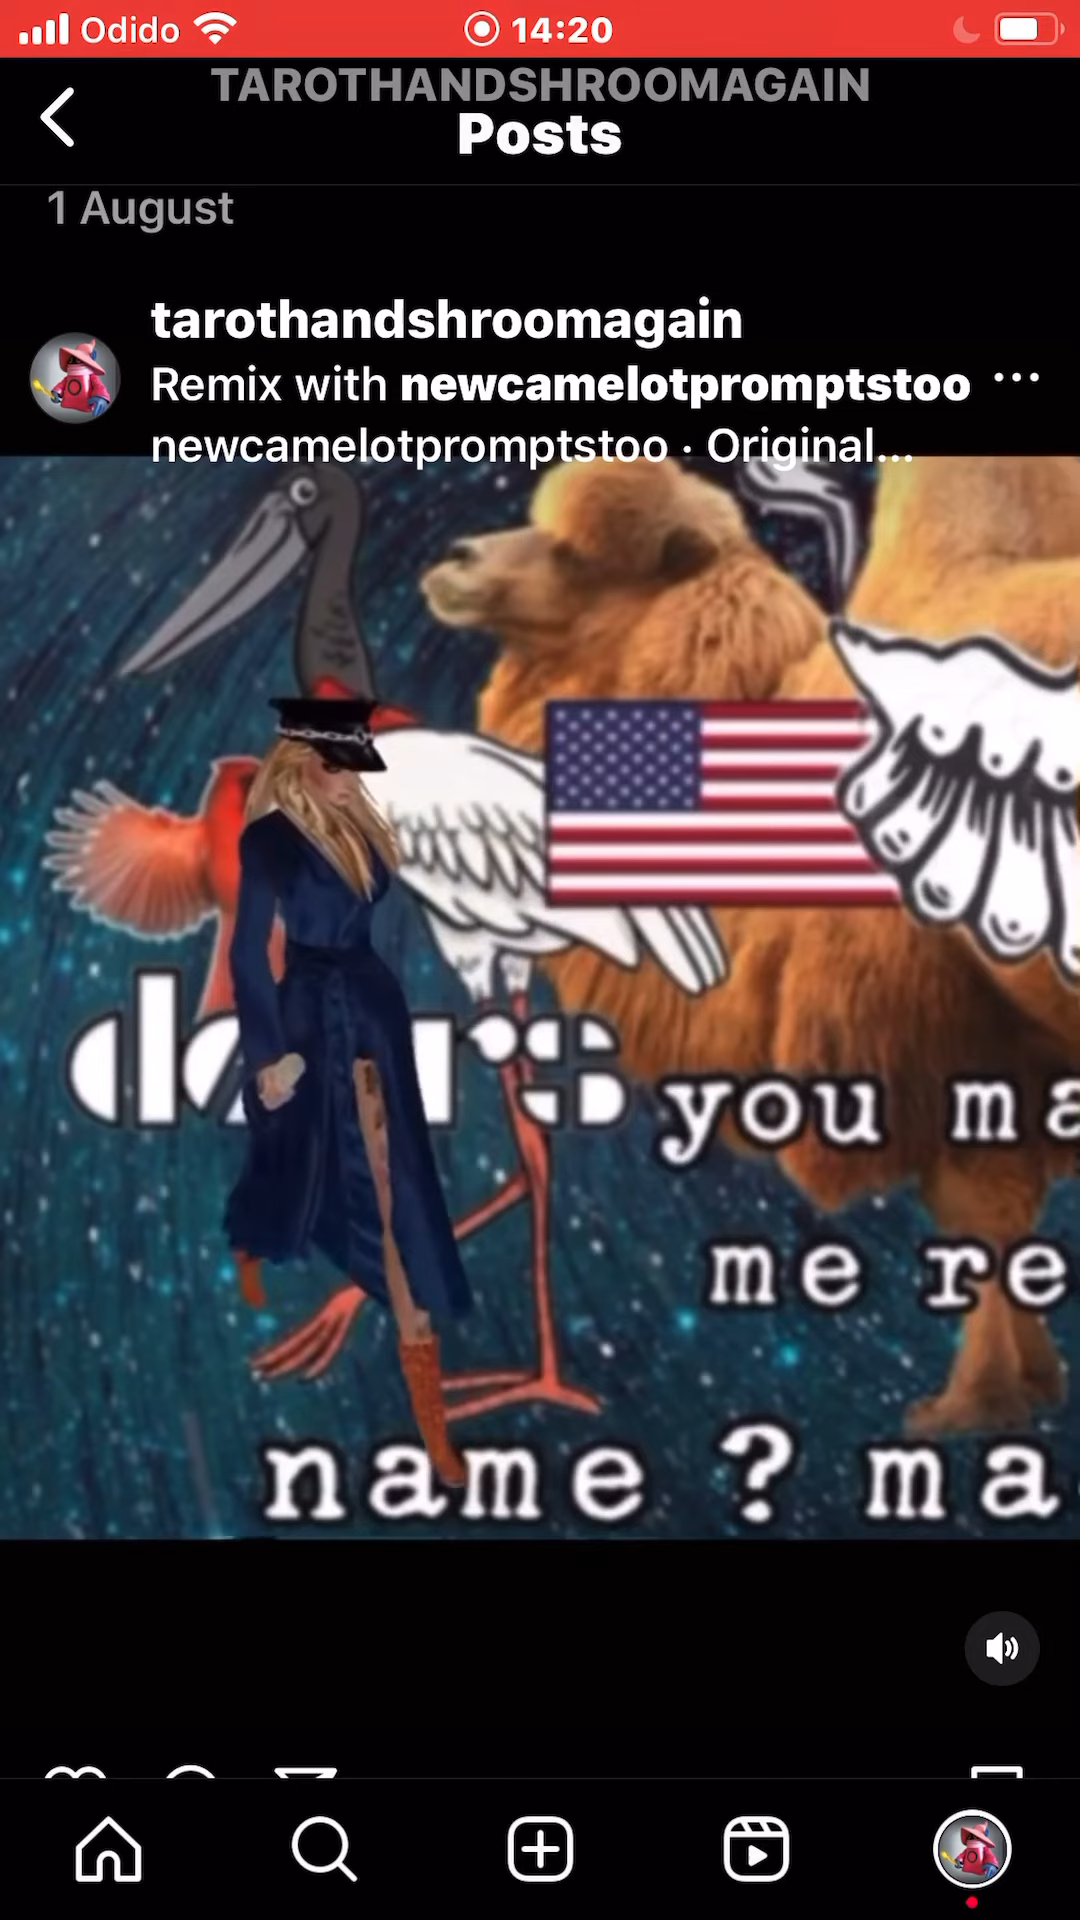 Odido 14:20
TAROTHANDSHROOMAGAIN
Posts
1 August
tarothandshroomagain
Remix with newcamelotpromptstoo
newcamelotpromptstoo · Original...
you ma
me re
name ? ma